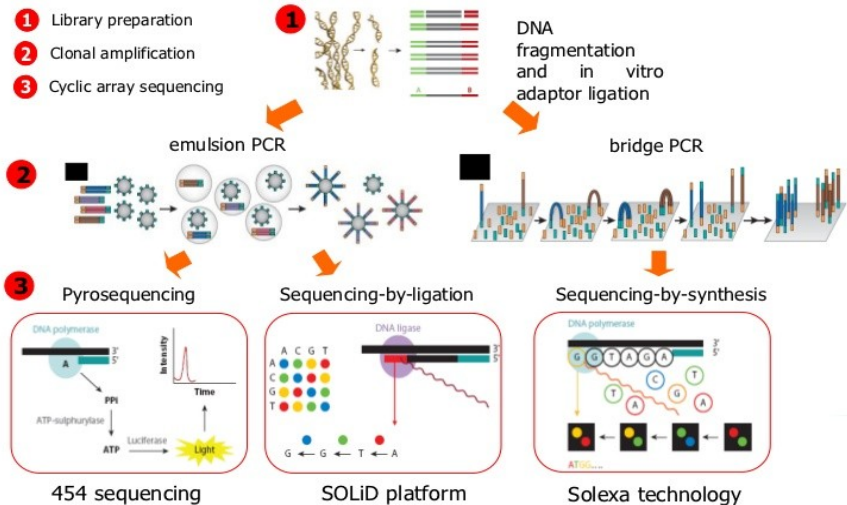 1 Library preparation
2 Clonal amplification
3 Cyclic array sequencing
1
A B
DNA
fragmentation
and in vitro
adaptor ligation
emulsion PCR
bridge PCR
2
3
Pyrosequencing
DNA polymerase
3'
5'
A
PPi
ATP-sulphurylase
ATP
Luciferase
Light
Intensity
Time
454 sequencing
Sequencing-by-ligation
DNA ligase
A C G T
A
C
G
T
3'
5'
G G T A
SOLiD platform
Sequencing-by-synthesis
DNA polymerase
3'
5'
G G T A G A
C T
T A G A
ATGG.....
Solexa technology